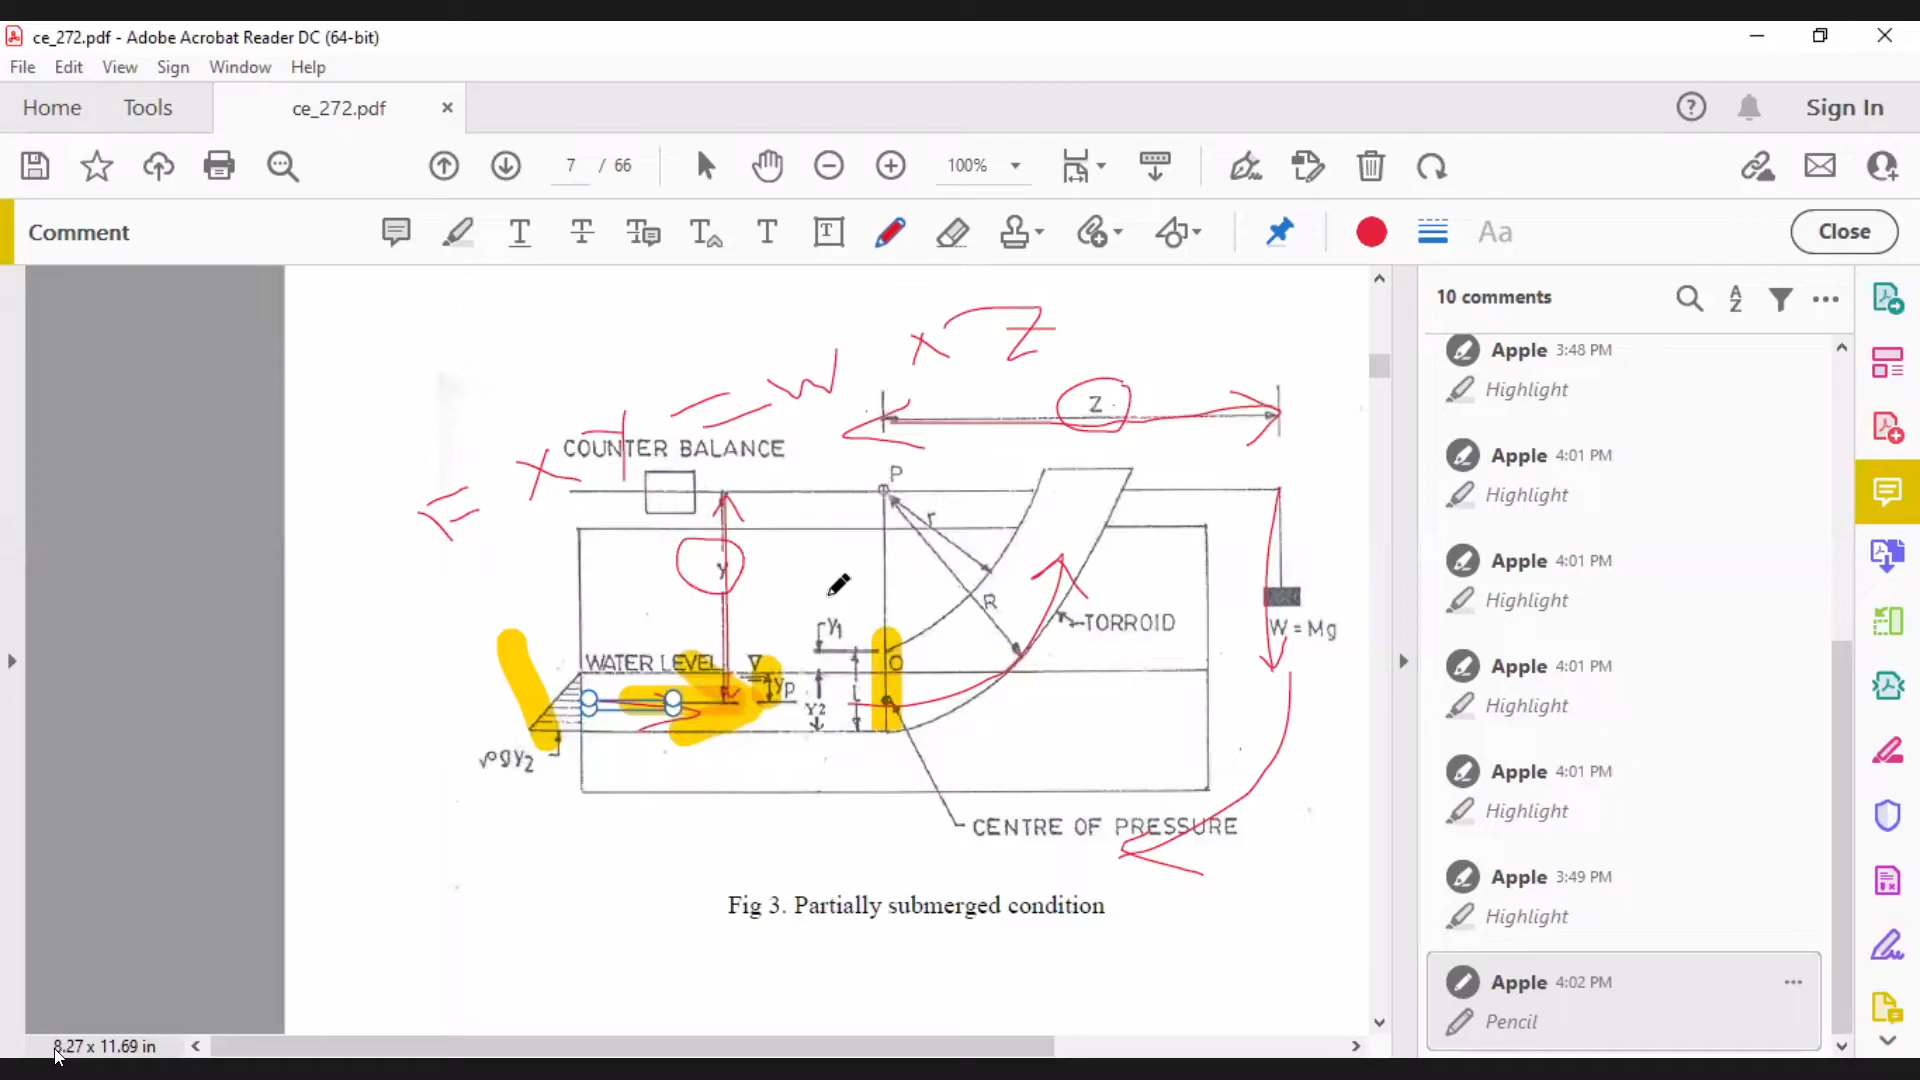 ce_272.pdf - Adobe Acrobat Reader DC (64-bit)
File Edit View Sign Window Help
Home Tools ce_272.pdf × Sign In
7 / 66 100%
Comment Aa Close
10 comments
Apple 3:48 PM
Highlight
Apple 4:01 PM
Highlight
Apple 4:01 PM
Highlight
Apple 4:01 PM
Highlight
Apple 4:01 PM
Highlight
Apple 3:49 PM
Highlight
Apple 4:02 PM
Pencil
= W × Z
Z
COUNTER BALANCE
P
r
y
R
y1
TORROID
W = Mg
WATER LEVEL
O
yp
Y2
L
ρgy2
CENTRE OF PRESSURE
Fig 3. Partially submerged condition
8.27 x 11.69 in